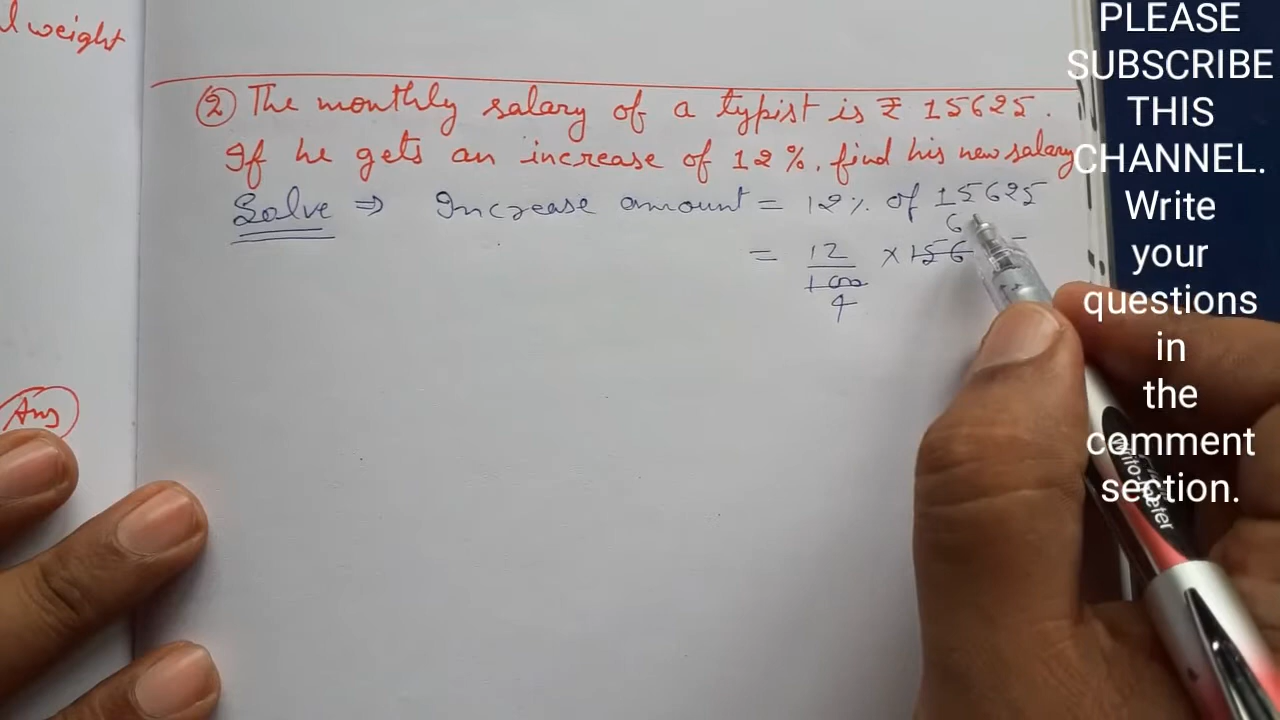 l weight
② The monthly salary of a typist is ₹ 15625.
If he gets an increase of 12%. find his new salary
Solve ⇒ Increase amount = 12% of 15625
6
= 12 × 156
100
4
Ans
PLEASE
SUBSCRIBE
THIS
CHANNEL.
Write
your
questions
in
the
comment
section.